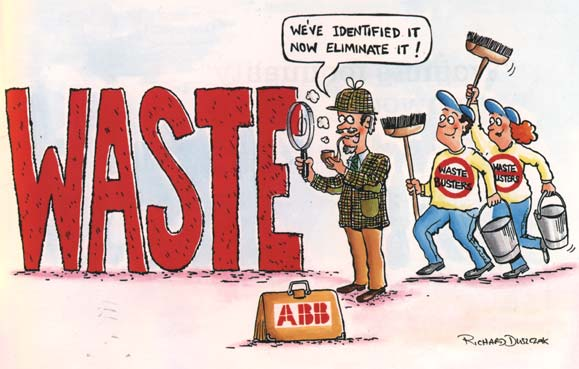 WE'VE IDENTIFIED IT
NOW ELIMINATE IT!
WASTE
WASTE
BUSTERS
WASTE
BUSTERS
ABB
RICHARD DUSZCZAK